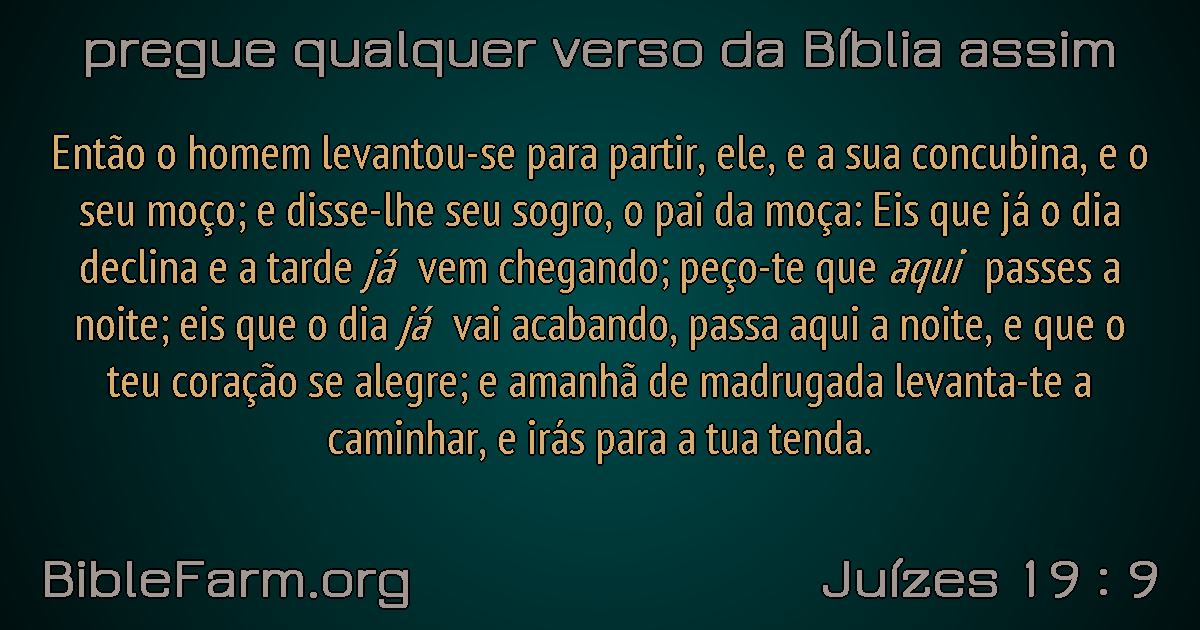 pregue qualquer verso da Bíblia assim
Então o homem levantou-se para partir, ele, e a sua concubina, e o
seu moço; e disse-lhe seu sogro, o pai da moça: Eis que já o dia
declina e a tarde já vem chegando; peço-te que aqui passes a
noite; eis que o dia já vai acabando, passa aqui a noite, e que o
teu coração se alegre; e amanhã de madrugada levanta-te a
caminhar, e irás para a tua tenda.
BibleFarm.org
Juízes 19 : 9